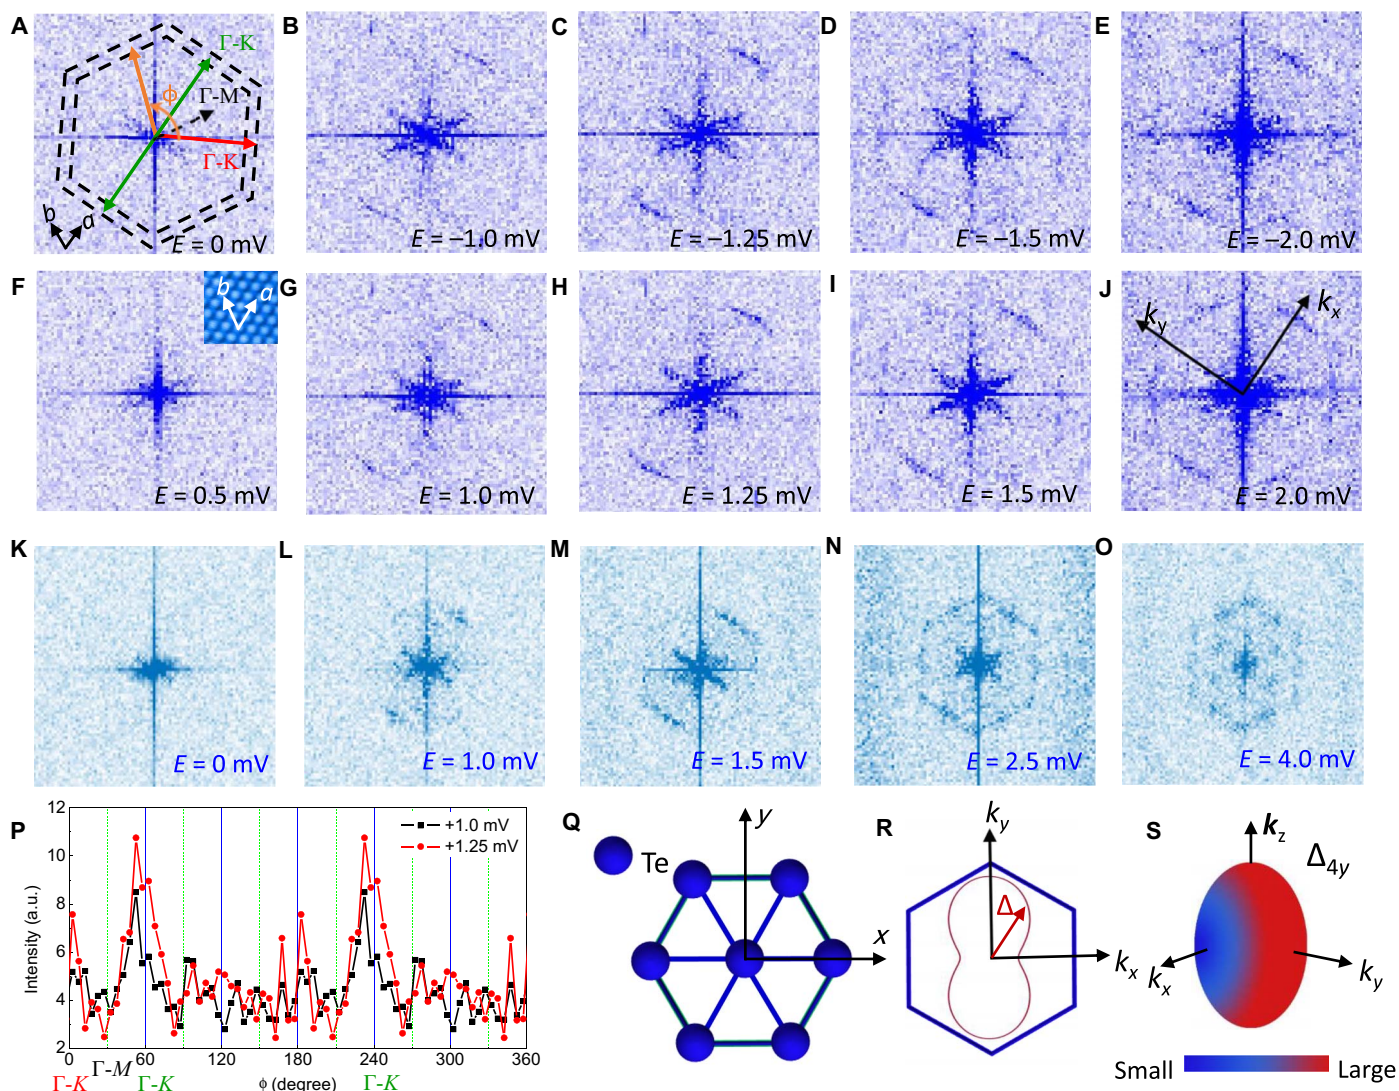 A
Γ-K
ϕ
Γ-M
Γ-K
b
a
E = 0 mV
B
E = –1.0 mV
C
E = –1.25 mV
D
E = –1.5 mV
E
E = –2.0 mV
F
b
a
E = 0.5 mV
G
E = 1.0 mV
H
E = 1.25 mV
I
E = 1.5 mV
J
ky
kx
E = 2.0 mV
K
E = 0 mV
L
E = 1.0 mV
M
E = 1.5 mV
N
E = 2.5 mV
O
E = 4.0 mV
P
Intensity (a.u.)
12
10
8
6
4
2
+1.0 mV
+1.25 mV
0
60
120
180
240
300
360
Γ-K
Γ-M
Γ-K
ϕ (degree)
Γ-K
Q
Te
y
x
R
ky
Δ
kx
S
kz
Δ4y
kx
ky
Small
Large